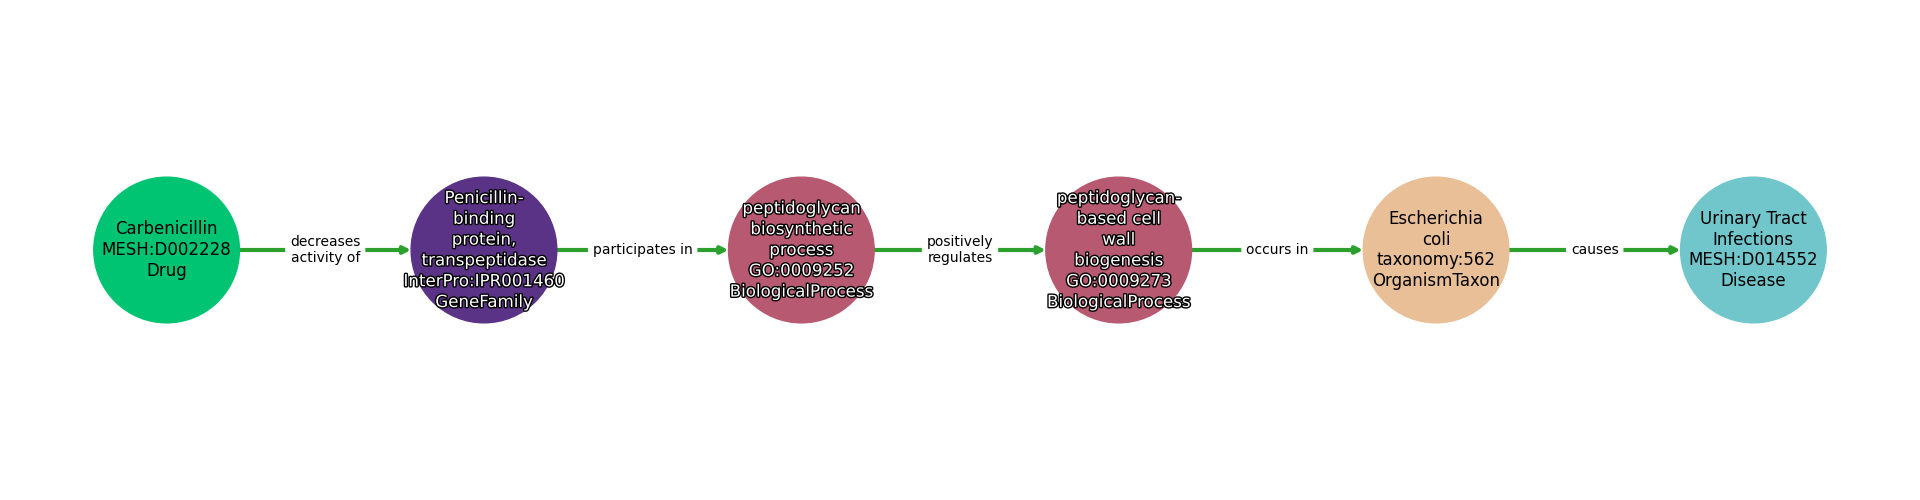 Carbenicillin
MESH:D002228
Drug
decreases
activity of
Penicillin-
binding
protein,
transpeptidase
InterPro:IPR001460
GeneFamily
participates in
peptidoglycan
biosynthetic
process
GO:0009252
BiologicalProcess
positively
regulates
peptidoglycan-
based cell
wall
biogenesis
GO:0009273
BiologicalProcess
occurs in
Escherichia
coli
taxonomy:562
OrganismTaxon
causes
Urinary Tract
Infections
MESH:D014552
Disease